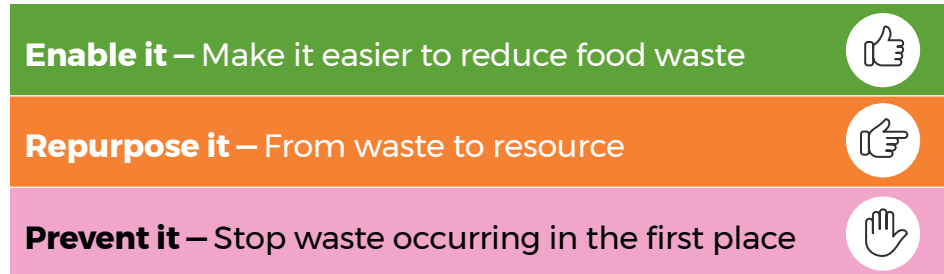 Enable it — Make it easier to reduce food waste
Repurpose it — From waste to resource
Prevent it — Stop waste occurring in the first place